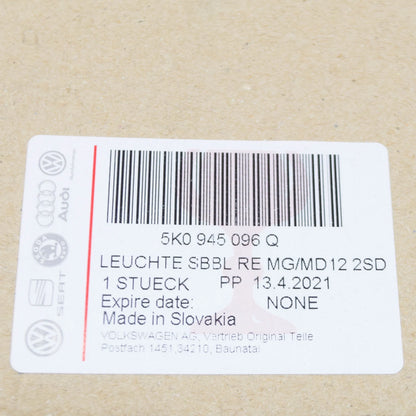 5K0 945 096 Q
LEUCHTE SBBL RE MG/MD12 2SD
1 STUECK PP 13.4.2021
Expire date: NONE
Made in Slovakia
VOLKSWAGEN AG, Vertrieb Original Teile
Postfach 1451,34210, Baunatal
Audi
SEAT